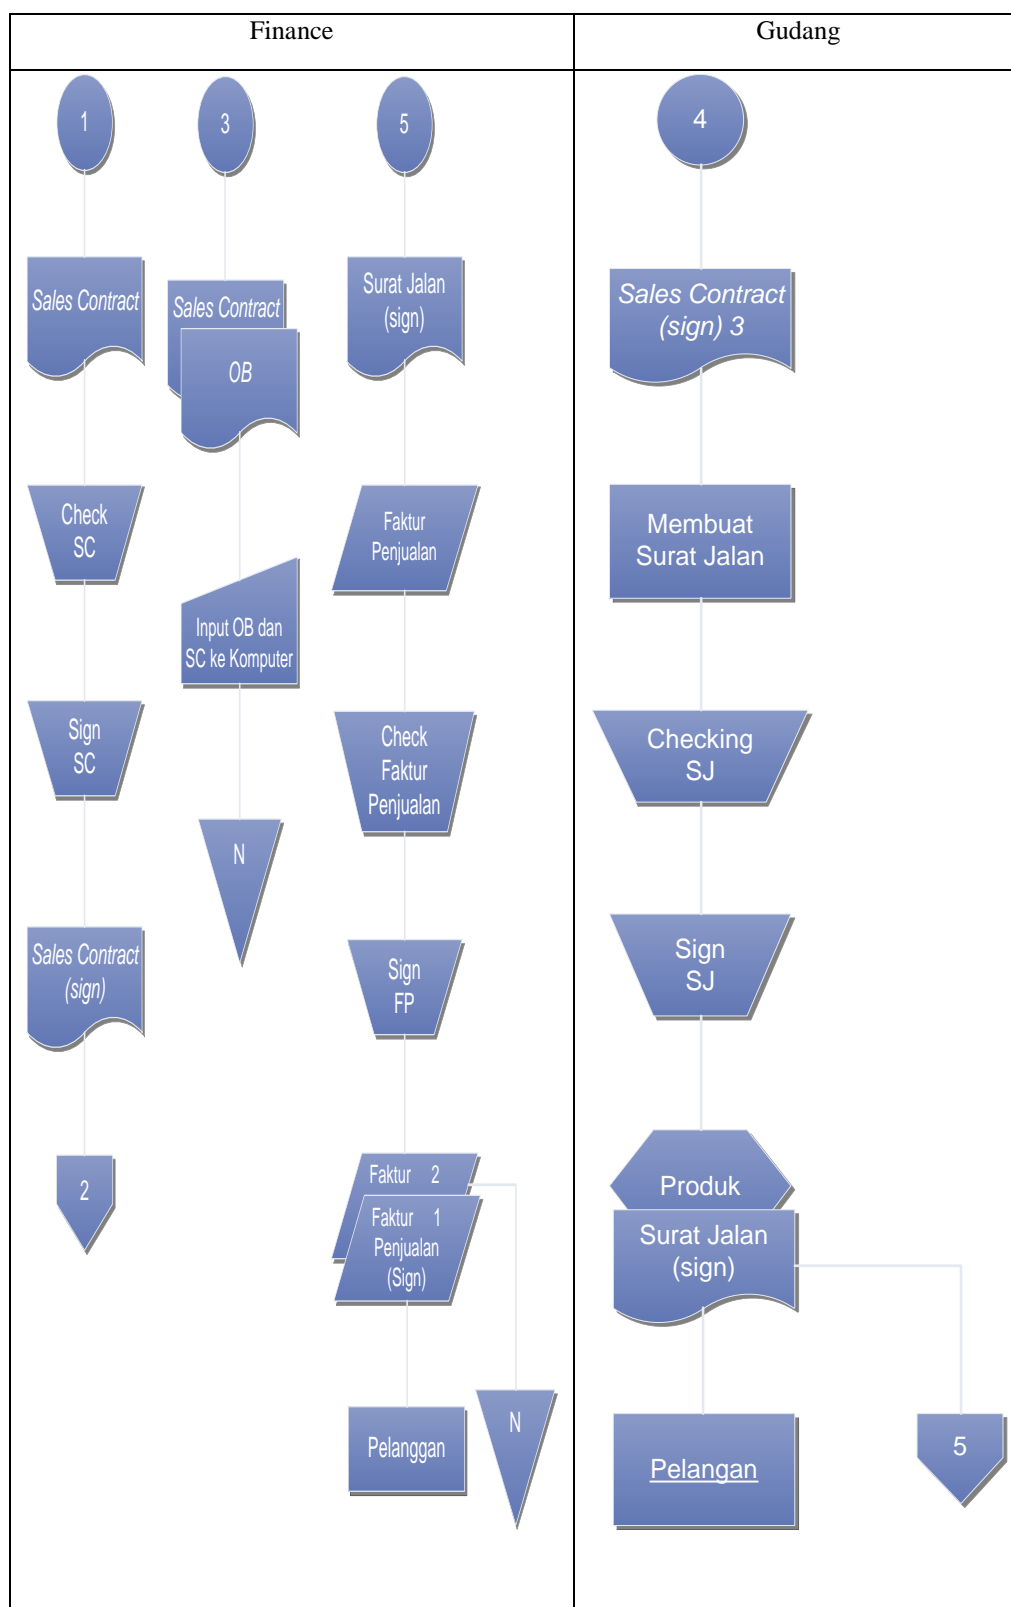 Finance
Gudang
1
Sales Contract
Check
SC
Sign
SC
Sales Contract
(sign)
2
3
Sales Contract
OB
Input OB dan
SC ke Komputer
N
5
Surat Jalan
(sign)
Faktur
Penjualan
Check
Faktur
Penjualan
Sign
FP
Faktur 2
Faktur 1
Penjualan
(Sign)
Pelanggan
N
4
Sales Contract
(sign) 3
Membuat
Surat Jalan
Checking
SJ
Sign
SJ
Produk
Surat Jalan
(sign)
Pelangan
5